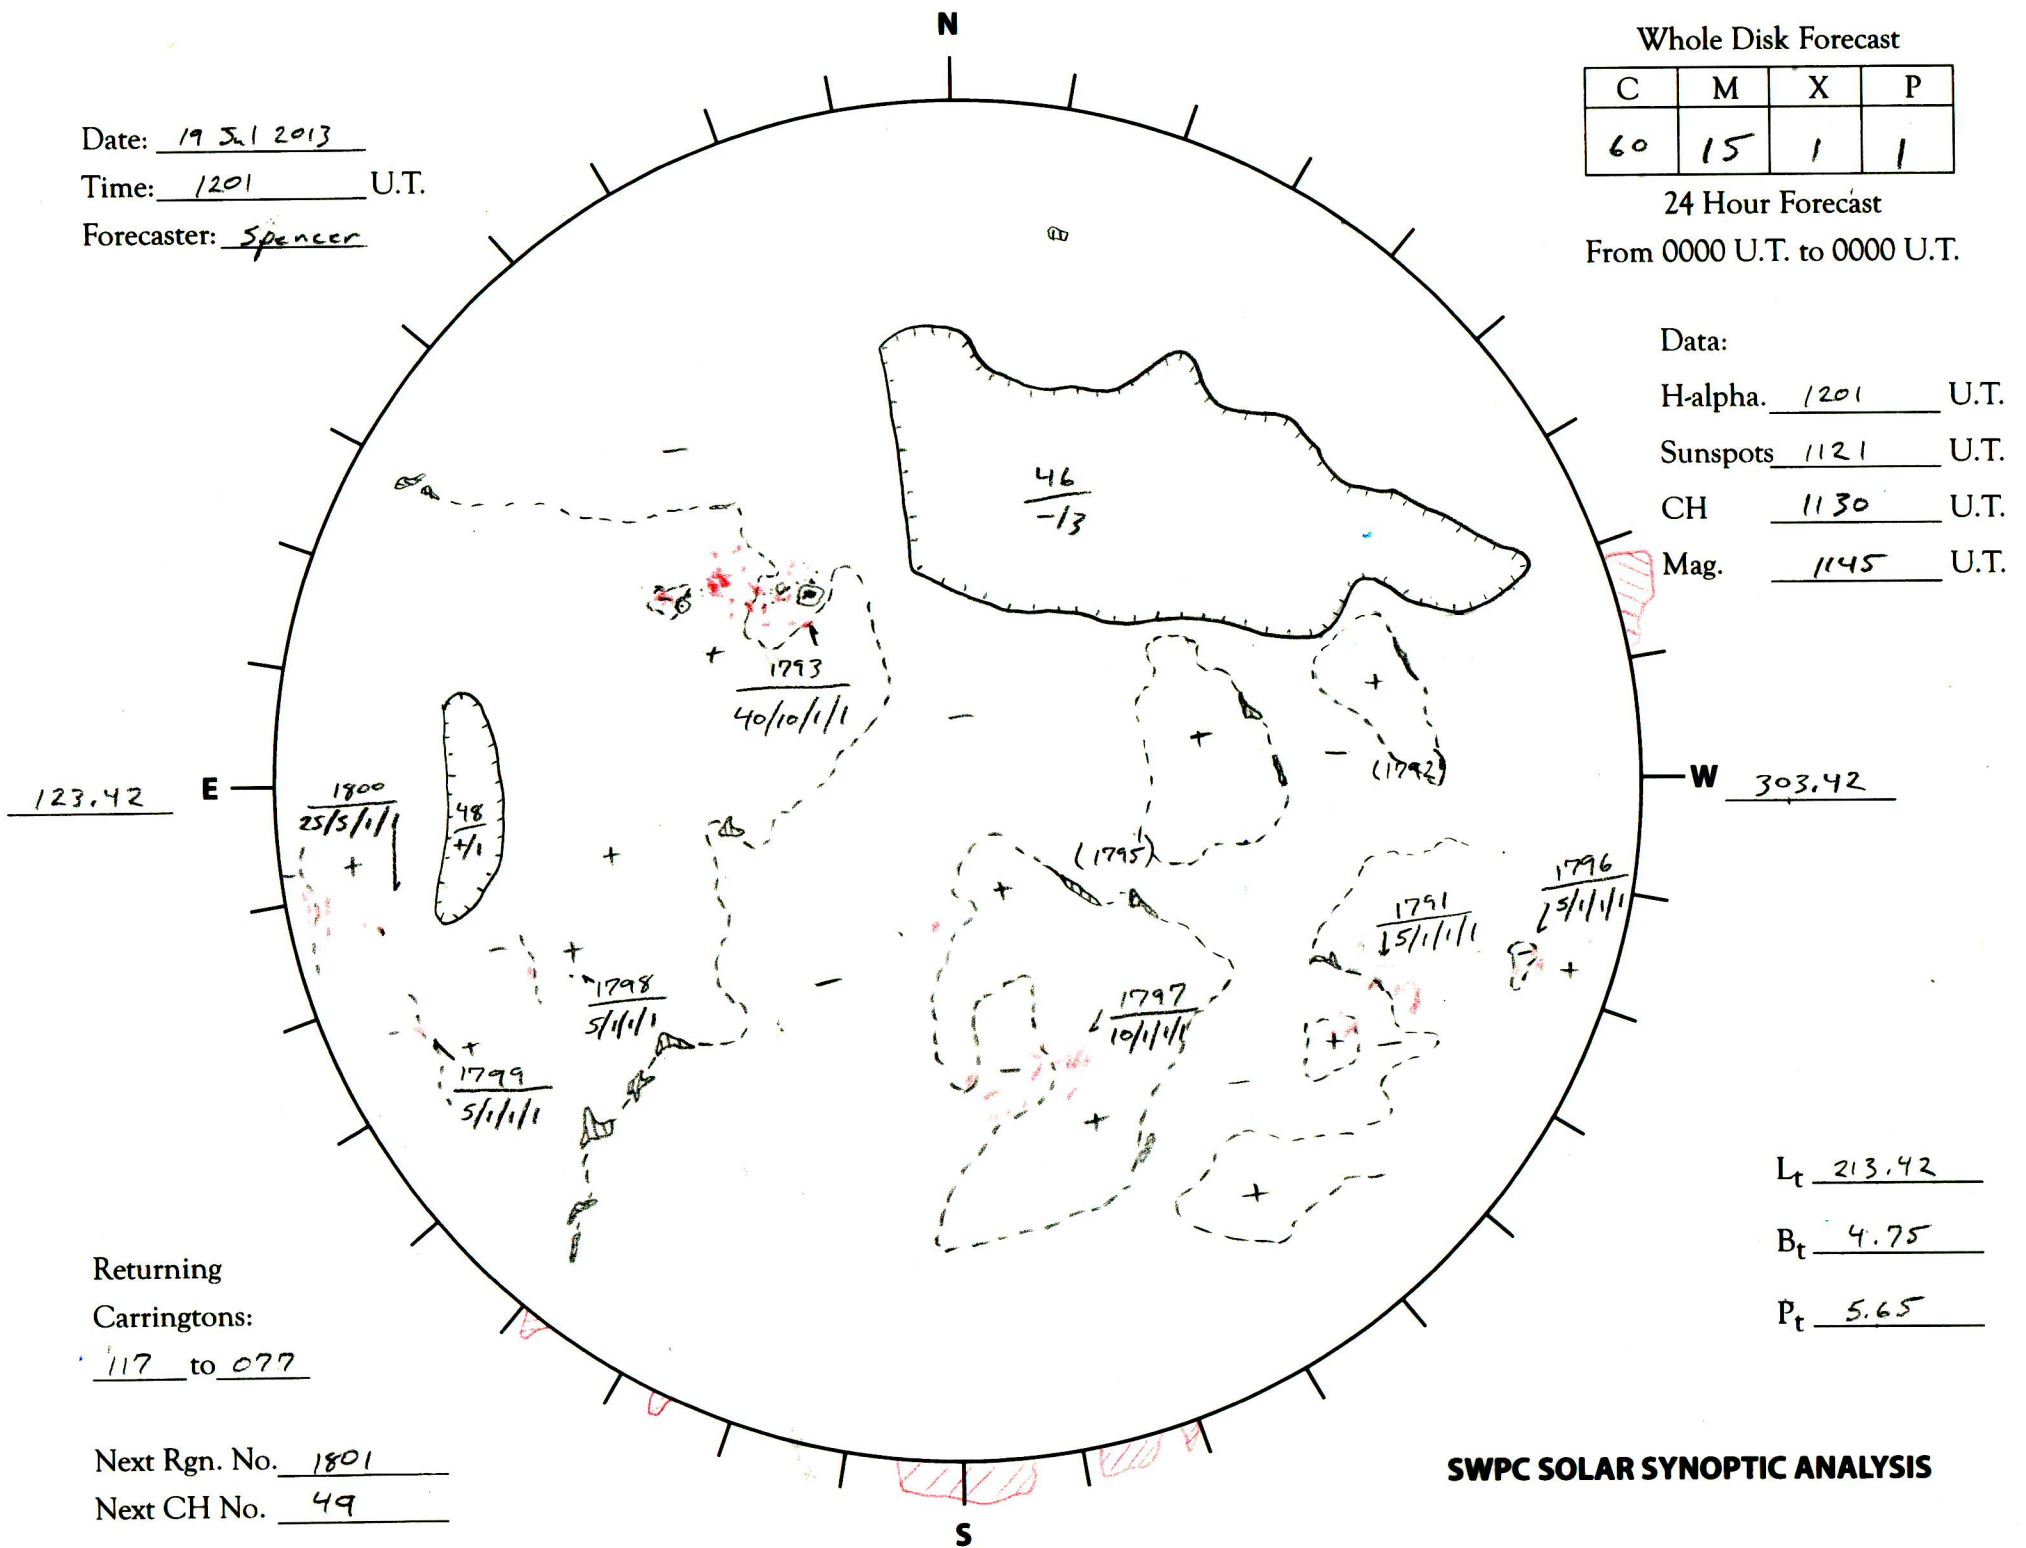 N
Whole Disk Forecast
C M X P
60 15 1 1
24 Hour Forecast
From 0000 U.T. to 0000 U.T.
Date: 19 Jul 2013
Time: 1201 U.T.
Forecaster: Spencer
Data:
H-alpha. 1201 U.T.
Sunspots 1121 U.T.
CH 1130 U.T.
Mag. 1145 U.T.
46
-/3
1793
40/10/1/1
(1792)
123.42 E
W 303.42
1800
25/5/1/1
48
+/1
(1795)
1796
5/1/1/1
1791
5/1/1/1
1798
5/1/1/1
1797
10/1/1/1
1799
5/1/1/1
Lt 213.42
Bt 4.75
Pt 5.65
Returning
Carringtons:
117 to 077
Next Rgn. No. 1801
Next CH No. 49
SWPC SOLAR SYNOPTIC ANALYSIS
S